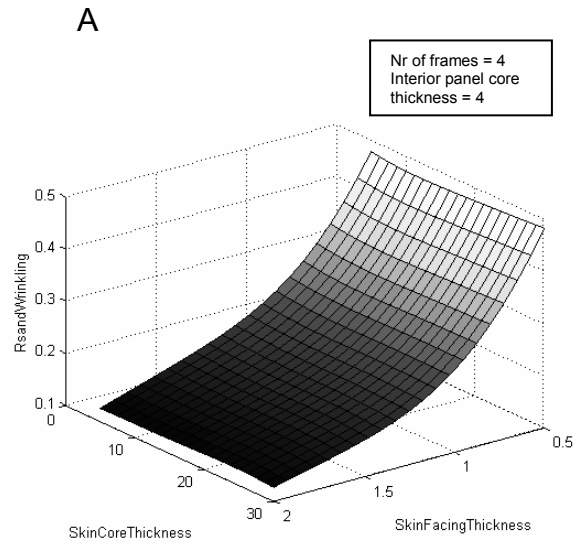 A
Nr of frames = 4
Interior panel core
thickness = 4
0.5
0.4
0.3
0.2
0.1
RsandWrinkling
0
10
20
30
SkinCoreThickness
2
1.5
1
0.5
SkinFacingThickness